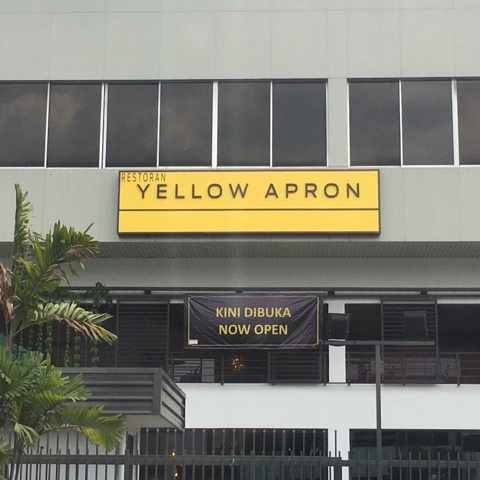 RESTORAN
YELLOW APRON
KINI DIBUKA
NOW OPEN